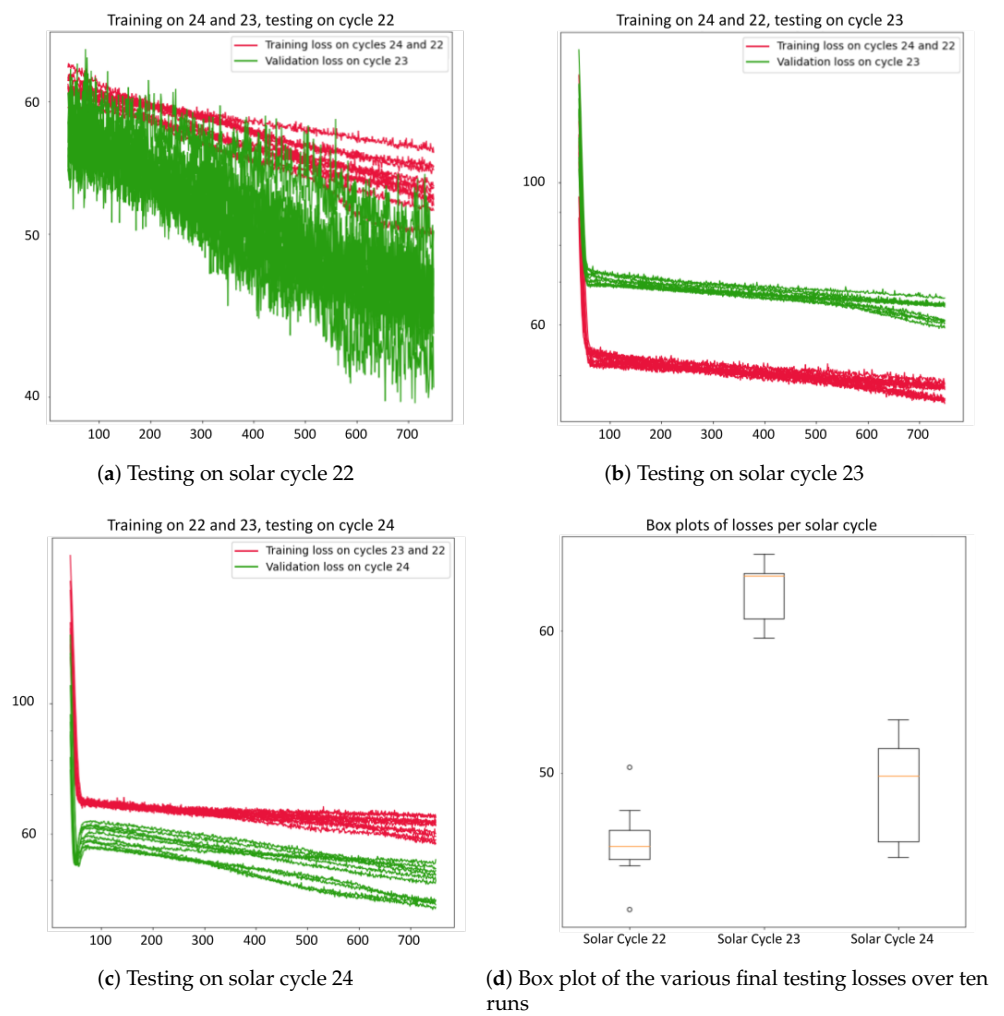 Training on 24 and 23, testing on cycle 22
Training loss on cycles 24 and 22
Validation loss on cycle 23
60
50
40
100 200 300 400 500 600 700
(a) Testing on solar cycle 22
Training on 24 and 22, testing on cycle 23
Training loss on cycles 24 and 22
Validation loss on cycle 23
100
60
100 200 300 400 500 600 700
(b) Testing on solar cycle 23
Training on 22 and 23, testing on cycle 24
Training loss on cycles 23 and 22
Validation loss on cycle 24
100
60
100 200 300 400 500 600 700
(c) Testing on solar cycle 24
Box plots of losses per solar cycle
60
50
Solar Cycle 22 Solar Cycle 23 Solar Cycle 24
(d) Box plot of the various final testing losses over ten
runs